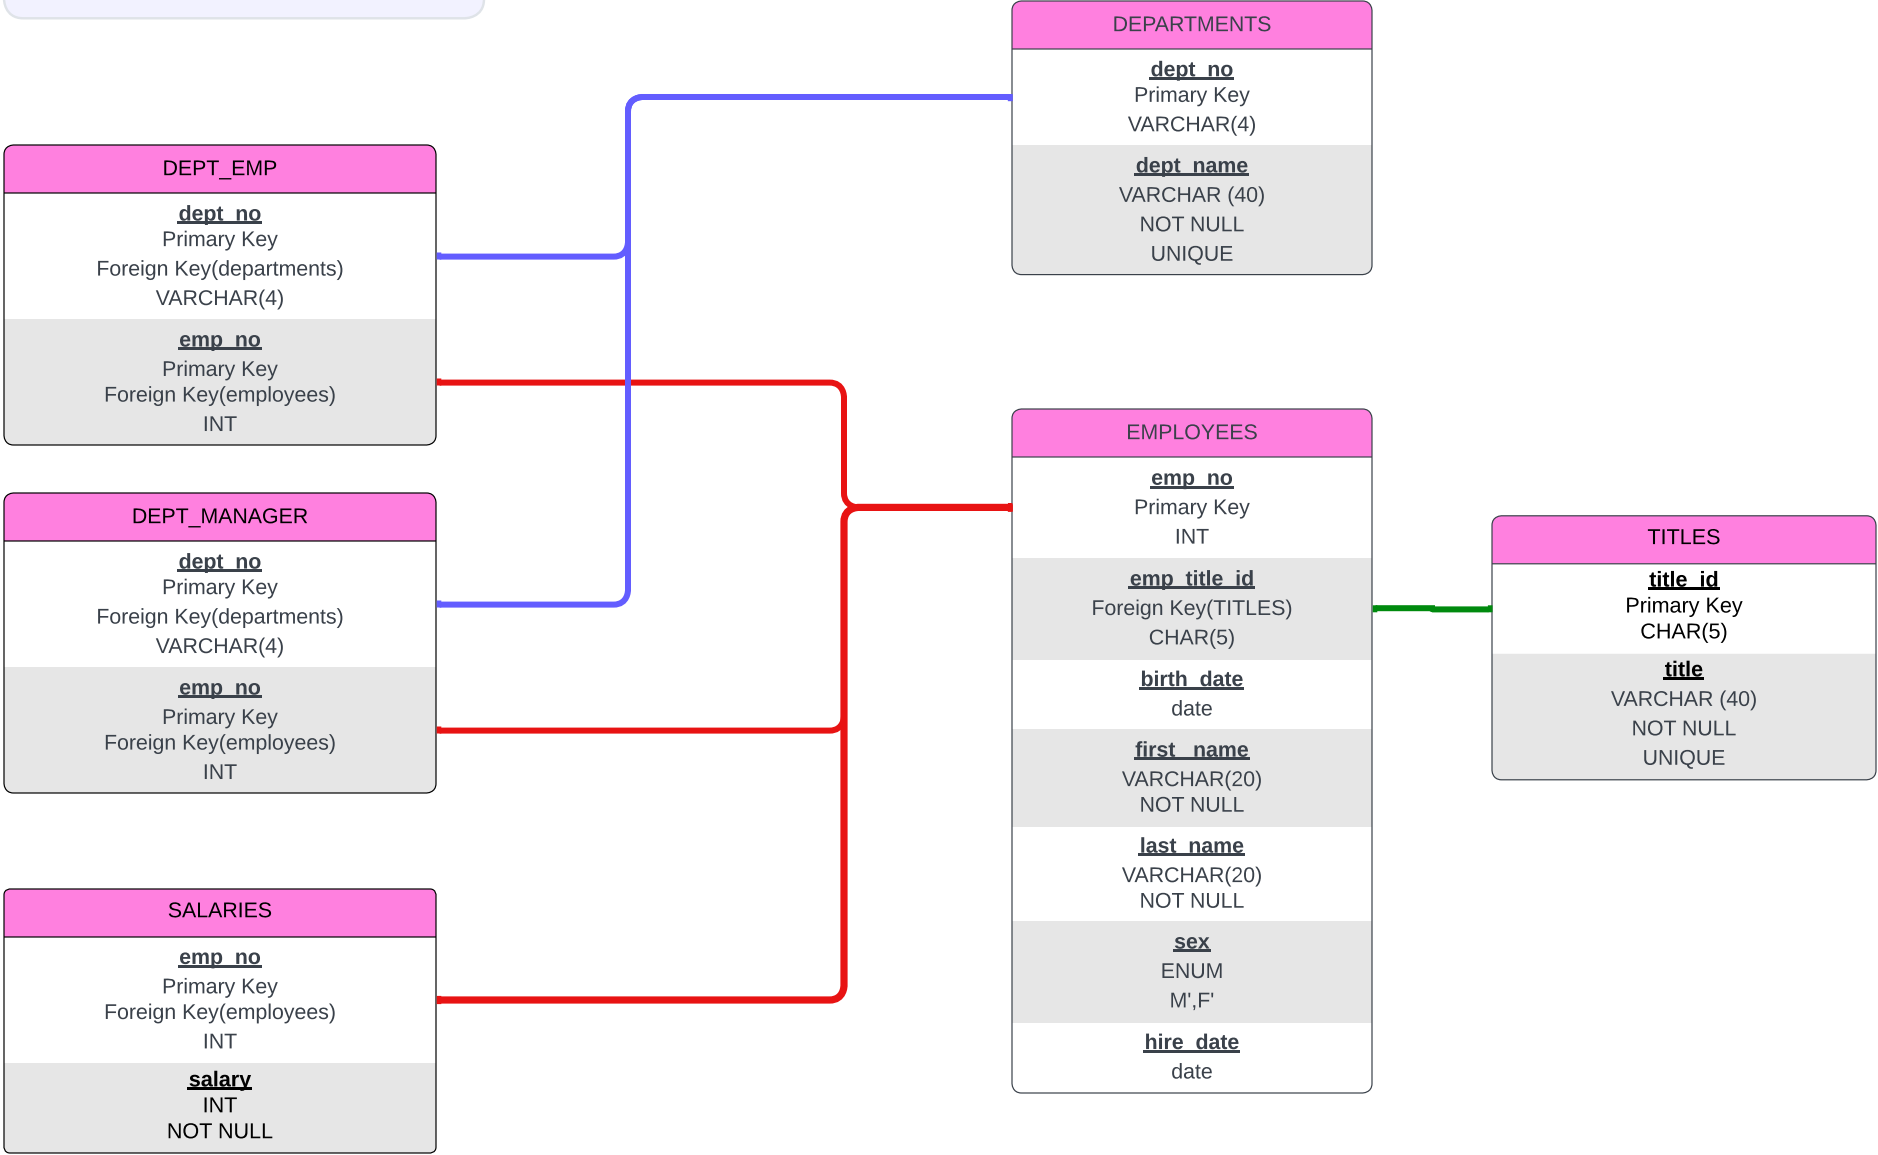 DEPARTMENTS
dept_no
Primary Key
VARCHAR(4)
dept_name
VARCHAR (40)
NOT NULL
UNIQUE
DEPT_EMP
dept_no
Primary Key
Foreign Key(departments)
VARCHAR(4)
emp_no
Primary Key
Foreign Key(employees)
INT
DEPT_MANAGER
dept_no
Primary Key
Foreign Key(departments)
VARCHAR(4)
emp_no
Primary Key
Foreign Key(employees)
INT
SALARIES
emp_no
Primary Key
Foreign Key(employees)
INT
salary
INT
NOT NULL
EMPLOYEES
emp_no
Primary Key
INT
emp_title_id
Foreign Key(TITLES)
CHAR(5)
birth_date
date
first_name
VARCHAR(20)
NOT NULL
last_name
VARCHAR(20)
NOT NULL
sex
ENUM
M',F'
hire_date
date
TITLES
title_id
Primary Key
CHAR(5)
title
VARCHAR (40)
NOT NULL
UNIQUE